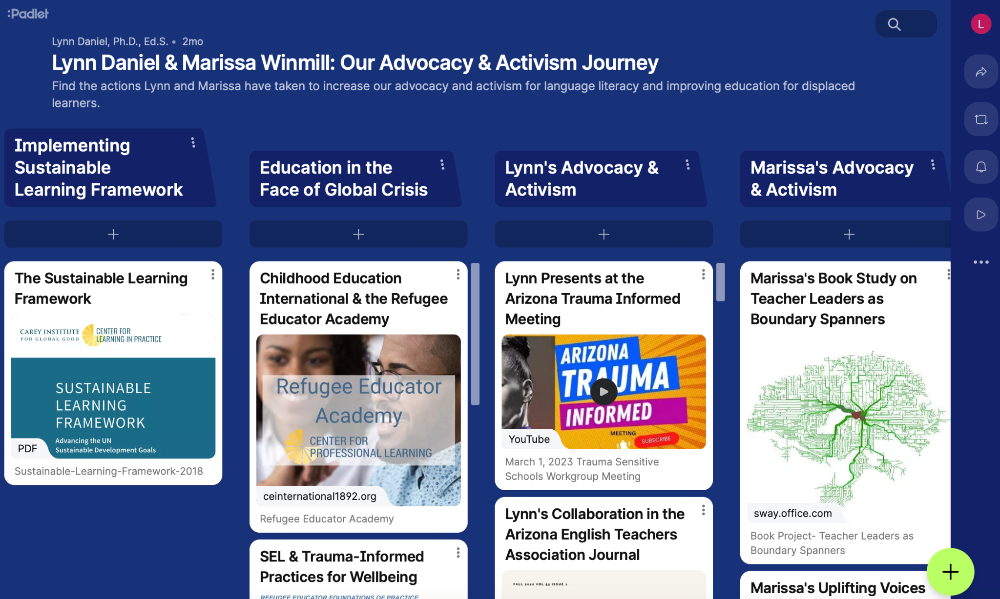 :Padlet
Lynn Daniel, Ph.D., Ed.S. • 2mo
Lynn Daniel & Marissa Winmill: Our Advocacy & Activism Journey
Find the actions Lynn and Marissa have taken to increase our advocacy and activism for language literacy and improving education for displaced
learners.
L
Implementing
Sustainable
Learning Framework
The Sustainable Learning
Framework
CAREY INSTITUTE
FOR GLOBAL GOOD
CENTER FOR
LEARNING IN PRACTICE
SUSTAINABLE
LEARNING
FRAMEWORK
Advancing the UN
Sustainable Development Goals
PDF
Sustainable-Learning-Framework-2018
Education in the
Face of Global Crisis
Childhood Education
International & the Refugee
Educator Academy
Refugee Educator
Academy
CENTER FOR
PROFESSIONAL LEARNING
ceinternational1892.org
Refugee Educator Academy
SEL & Trauma-Informed
Practices for Wellbeing
REFUGEE EDUCATOR FOUNDATIONS OF PRACTICE
Lynn's Advocacy &
Activism
Lynn Presents at the
Arizona Trauma Informed
Meeting
ARIZONA
TRAUMA
INFORMED
MEETING
SUBSCRIBE
YouTube
March 1, 2023 Trauma Sensitive
Schools Workgroup Meeting
Lynn's Collaboration in the
Arizona English Teachers
Association Journal
FALL 2022 VOL 59 ISSUE 1
Marissa's Advocacy
& Activism
Marissa's Book Study on
Teacher Leaders as
Boundary Spanners
sway.office.com
Book Project- Teacher Leaders as
Boundary Spanners
Marissa's Uplifting Voices